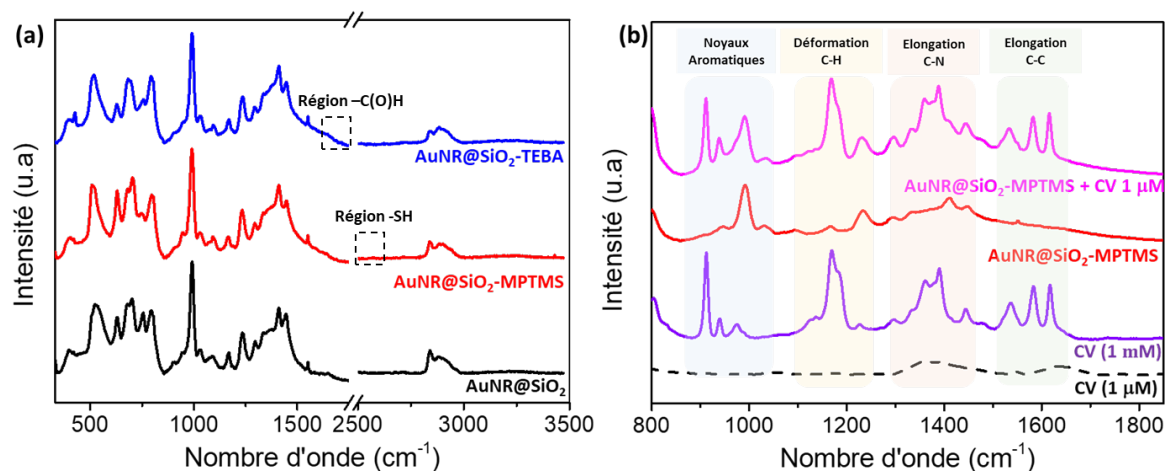 (a)
Région –C(O)H
AuNR@SiO₂-TEBA
Région -SH
AuNR@SiO₂-MPTMS
AuNR@SiO₂
500 1000 1500 2500 3000 3500
Nombre d'onde (cm⁻¹)
Intensité (u.a)
(b)
Noyaux
Aromatiques
Déformation
C-H
Elongation
C-N
Elongation
C-C
AuNR@SiO₂-MPTMS + CV 1 µM
AuNR@SiO₂-MPTMS
CV (1 mM)
CV (1 µM)
800 1000 1200 1400 1600 1800
Nombre d'onde (cm⁻¹)
Intensité (u.a)